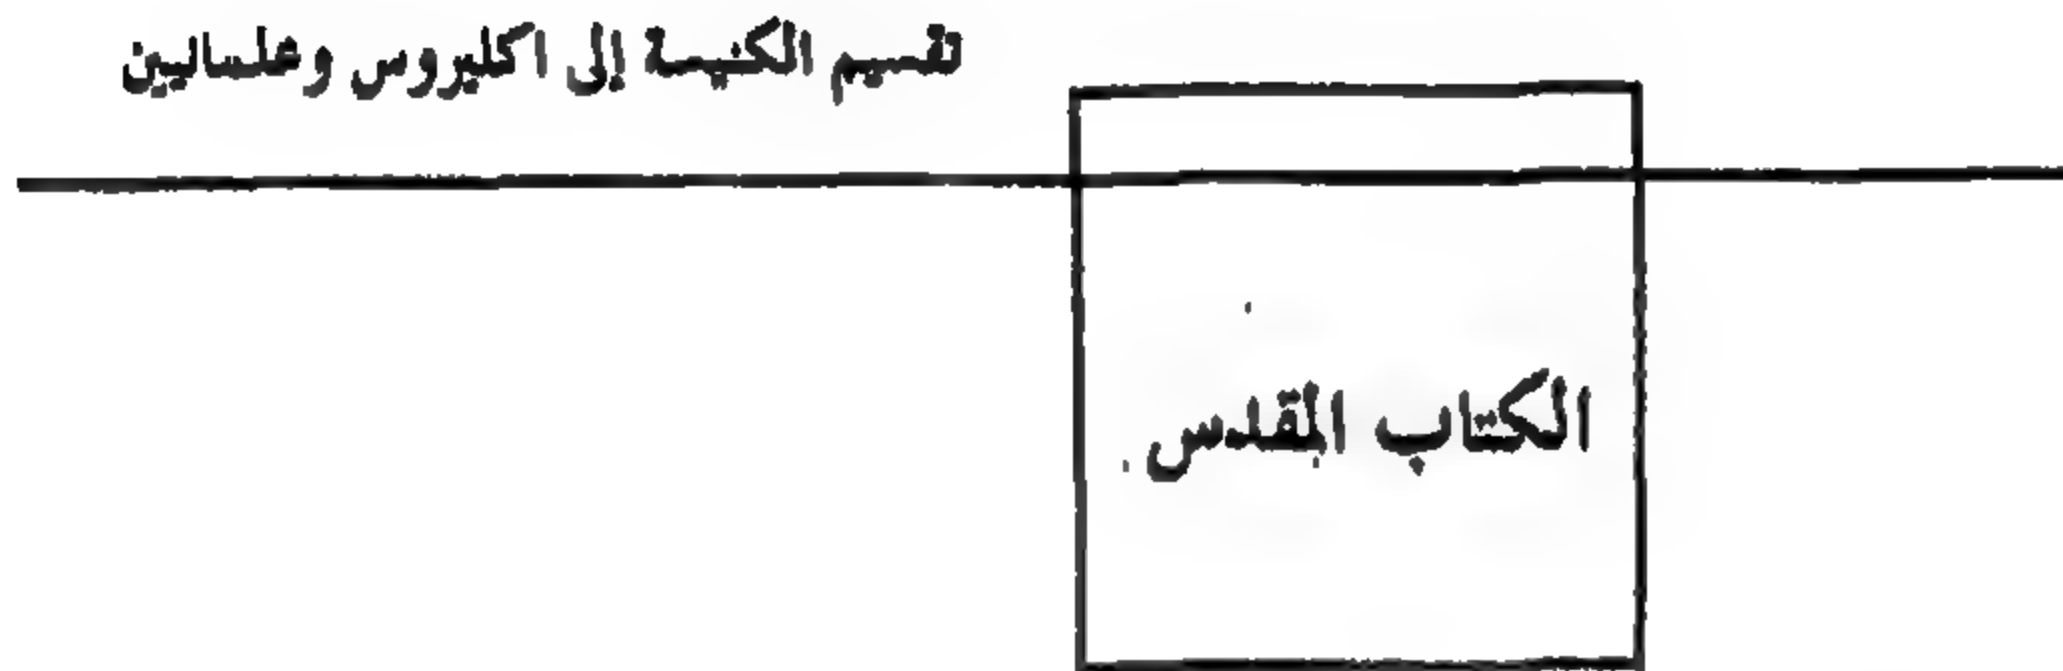 تقسيم الكنيسة إلى اكليروس وعلمانيين
الكتاب المقدس